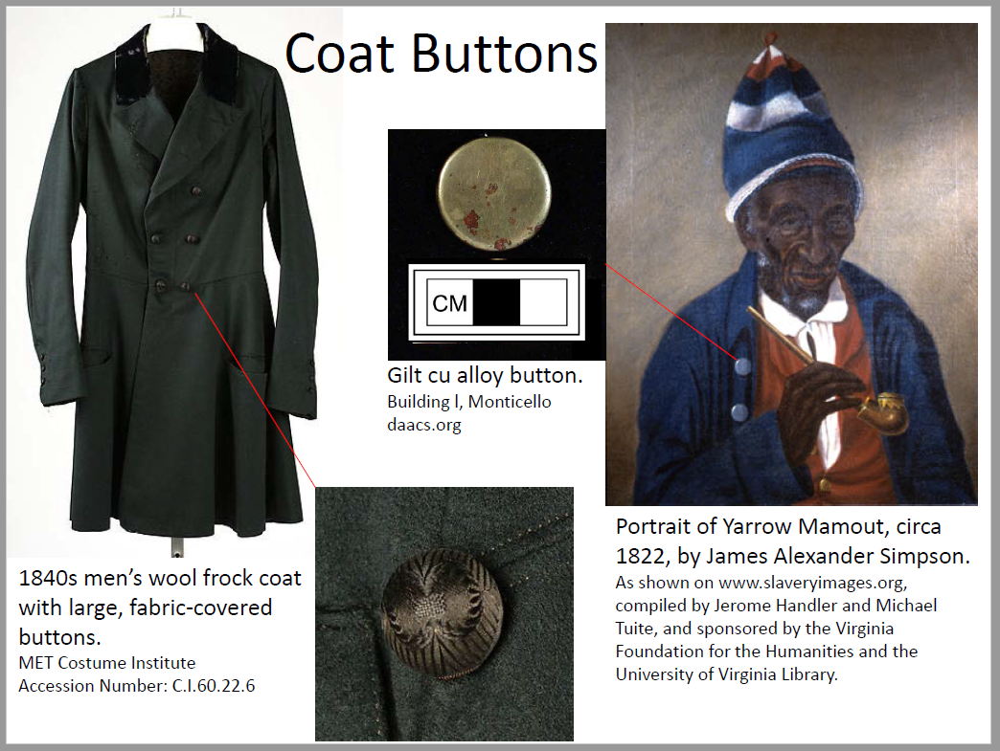 Coat Buttons
CM
Gilt cu alloy button.
Building l, Monticello
daacs.org
1840s men’s wool frock coat
with large, fabric-covered
buttons.
MET Costume Institute
Accession Number: C.I.60.22.6
Portrait of Yarrow Mamout, circa
1822, by James Alexander Simpson.
As shown on www.slaveryimages.org,
compiled by Jerome Handler and Michael
Tuite, and sponsored by the Virginia
Foundation for the Humanities and the
University of Virginia Library.